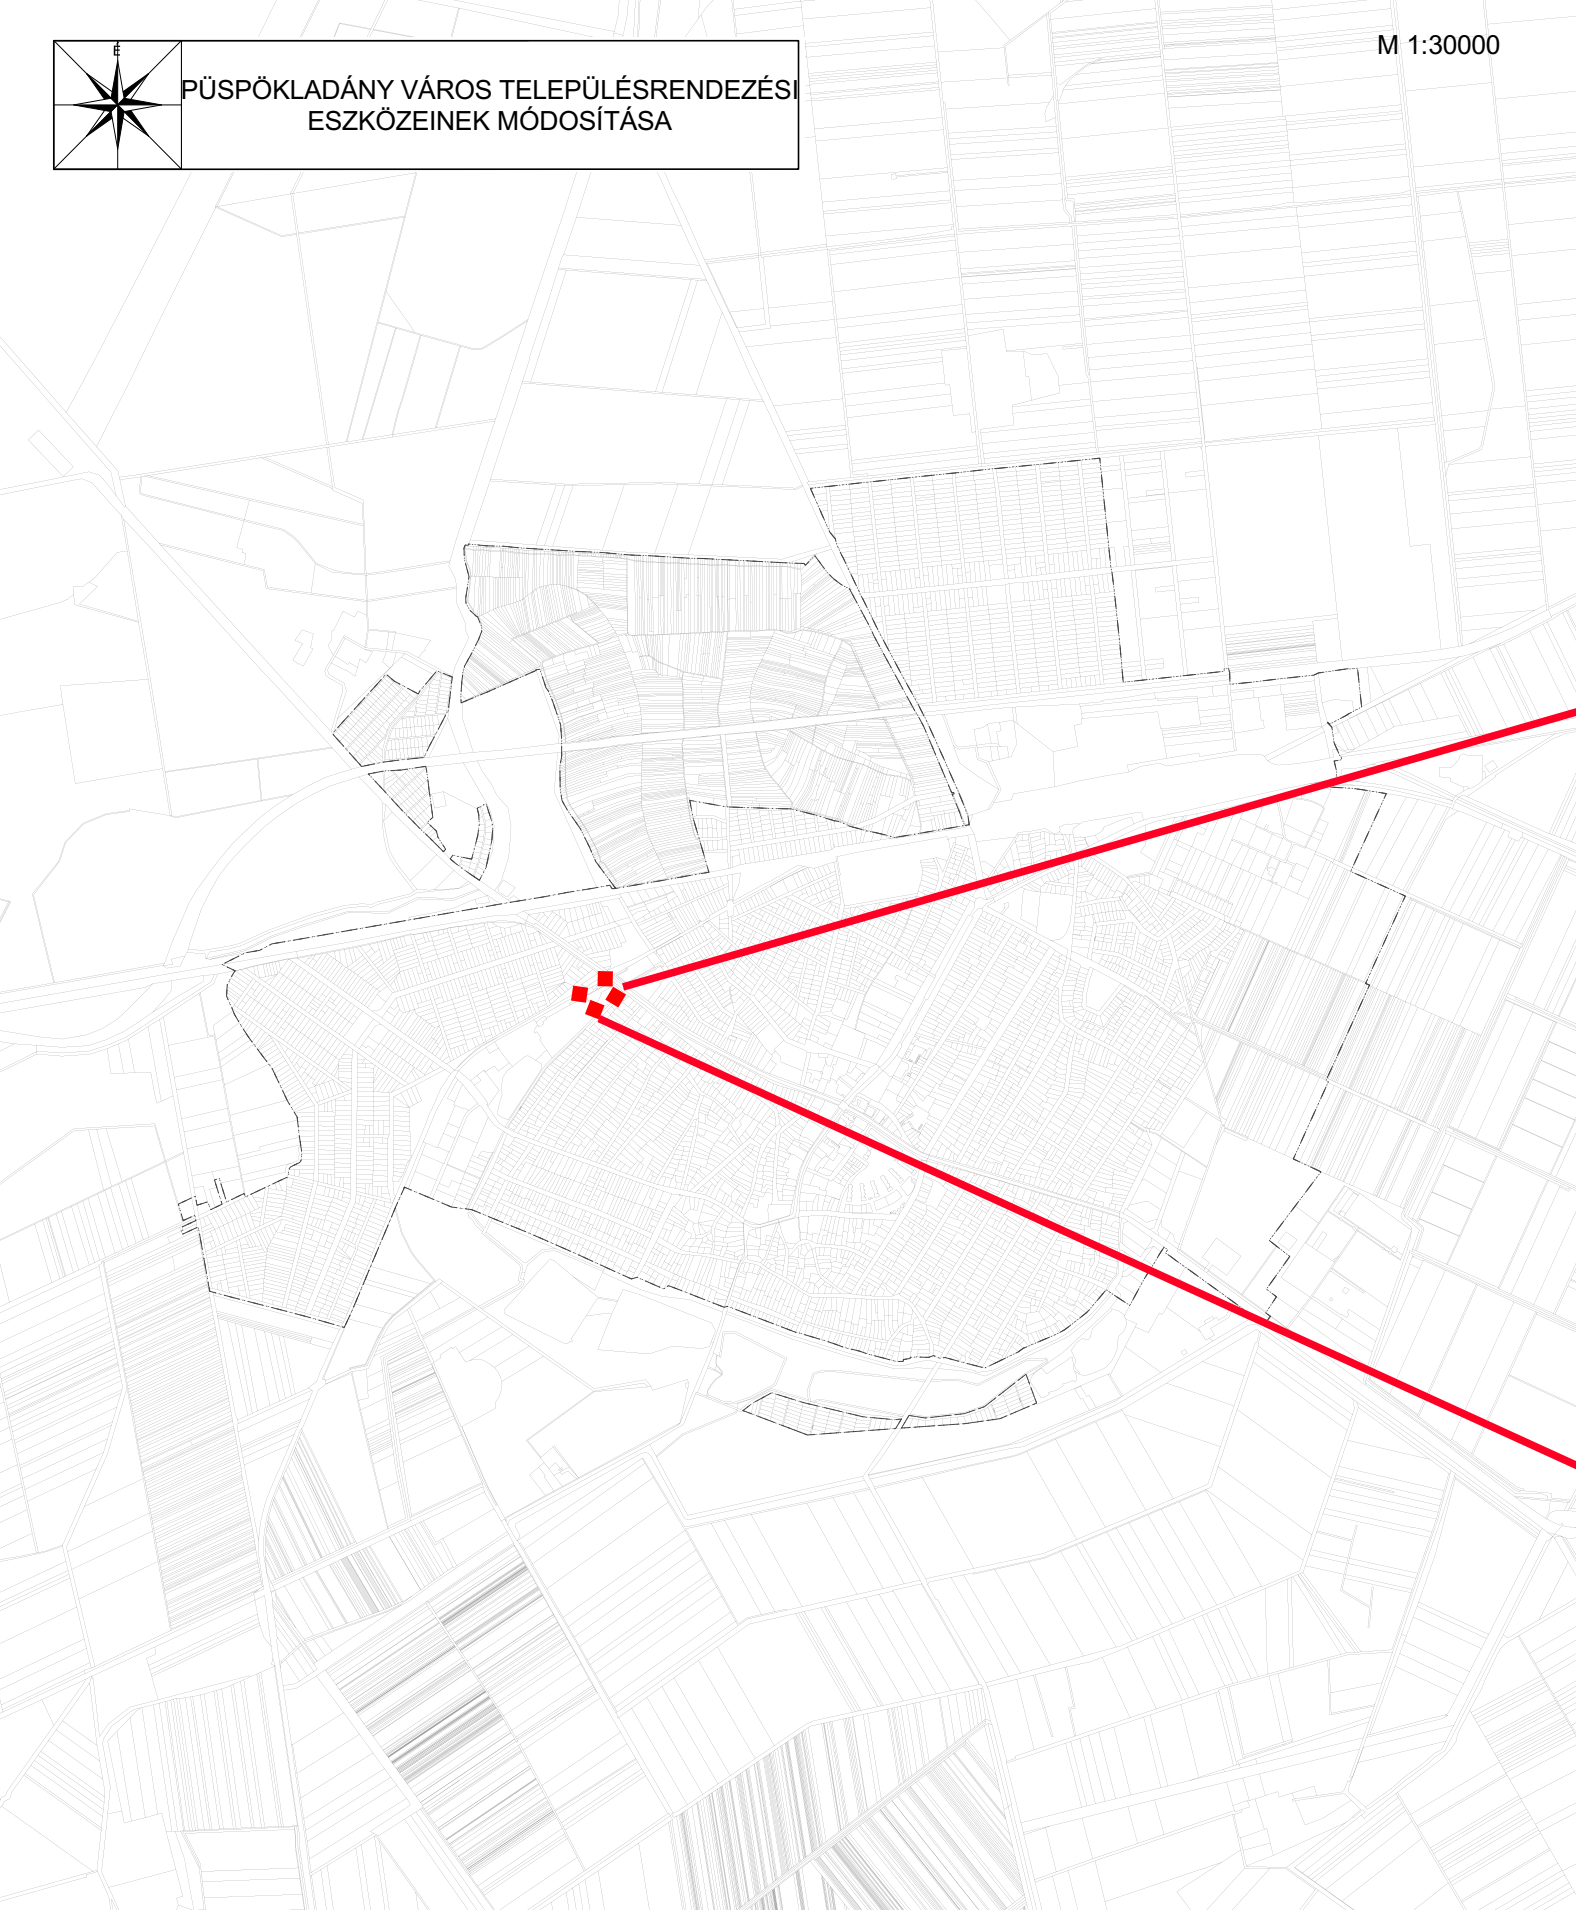 M 1:30000
É
PÜSPÖKLADÁNY VÁROS TELEPÜLÉSRENDEZÉSI
ESZKÖZEINEK MÓDOSÍTÁSA